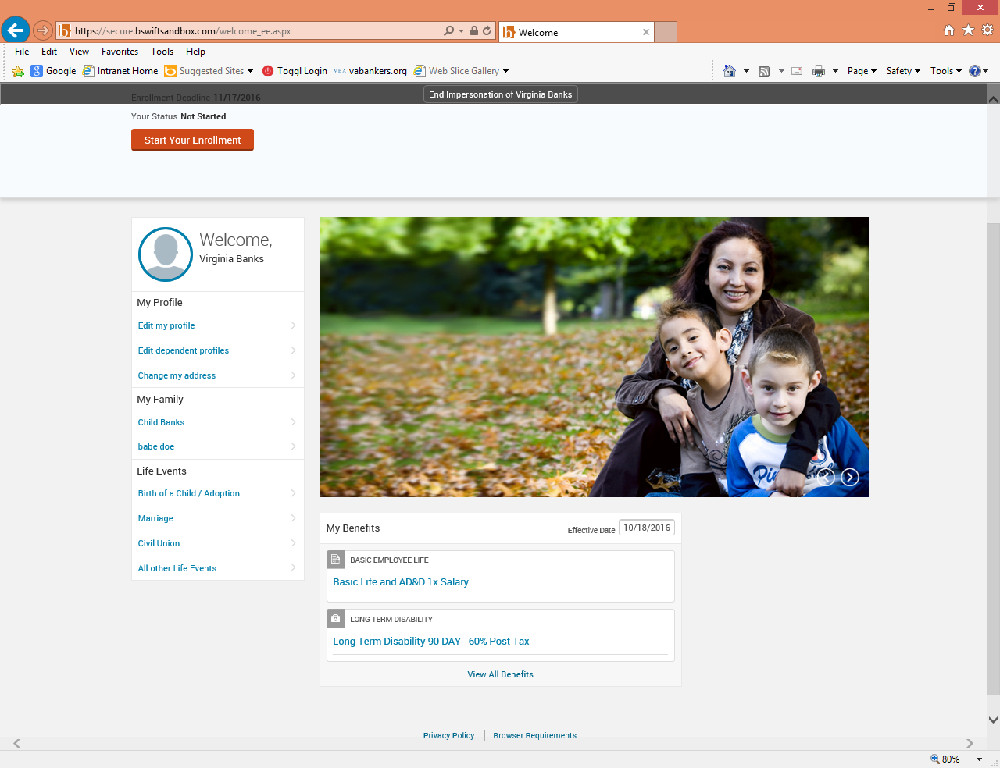 https://secure.bswiftsandbox.com/welcome_ee.aspx
Welcome
File Edit View Favorites Tools Help
Google Intranet Home Suggested Sites Toggl Login VBA vabankers.org Web Slice Gallery Page Safety Tools
Enrollment Deadline 11/17/2016
End Impersonation of Virginia Banks
Your Status Not Started
Start Your Enrollment
Welcome,
Virginia Banks
My Profile
Edit my profile
Edit dependent profiles
Change my address
My Family
Child Banks
babe doe
Life Events
Birth of a Child / Adoption
Marriage
Civil Union
All other Life Events
My Benefits
Effective Date: 10/18/2016
BASIC EMPLOYEE LIFE
Basic Life and AD&D 1x Salary
LONG TERM DISABILITY
Long Term Disability 90 DAY - 60% Post Tax
View All Benefits
Privacy Policy
Browser Requirements
80%